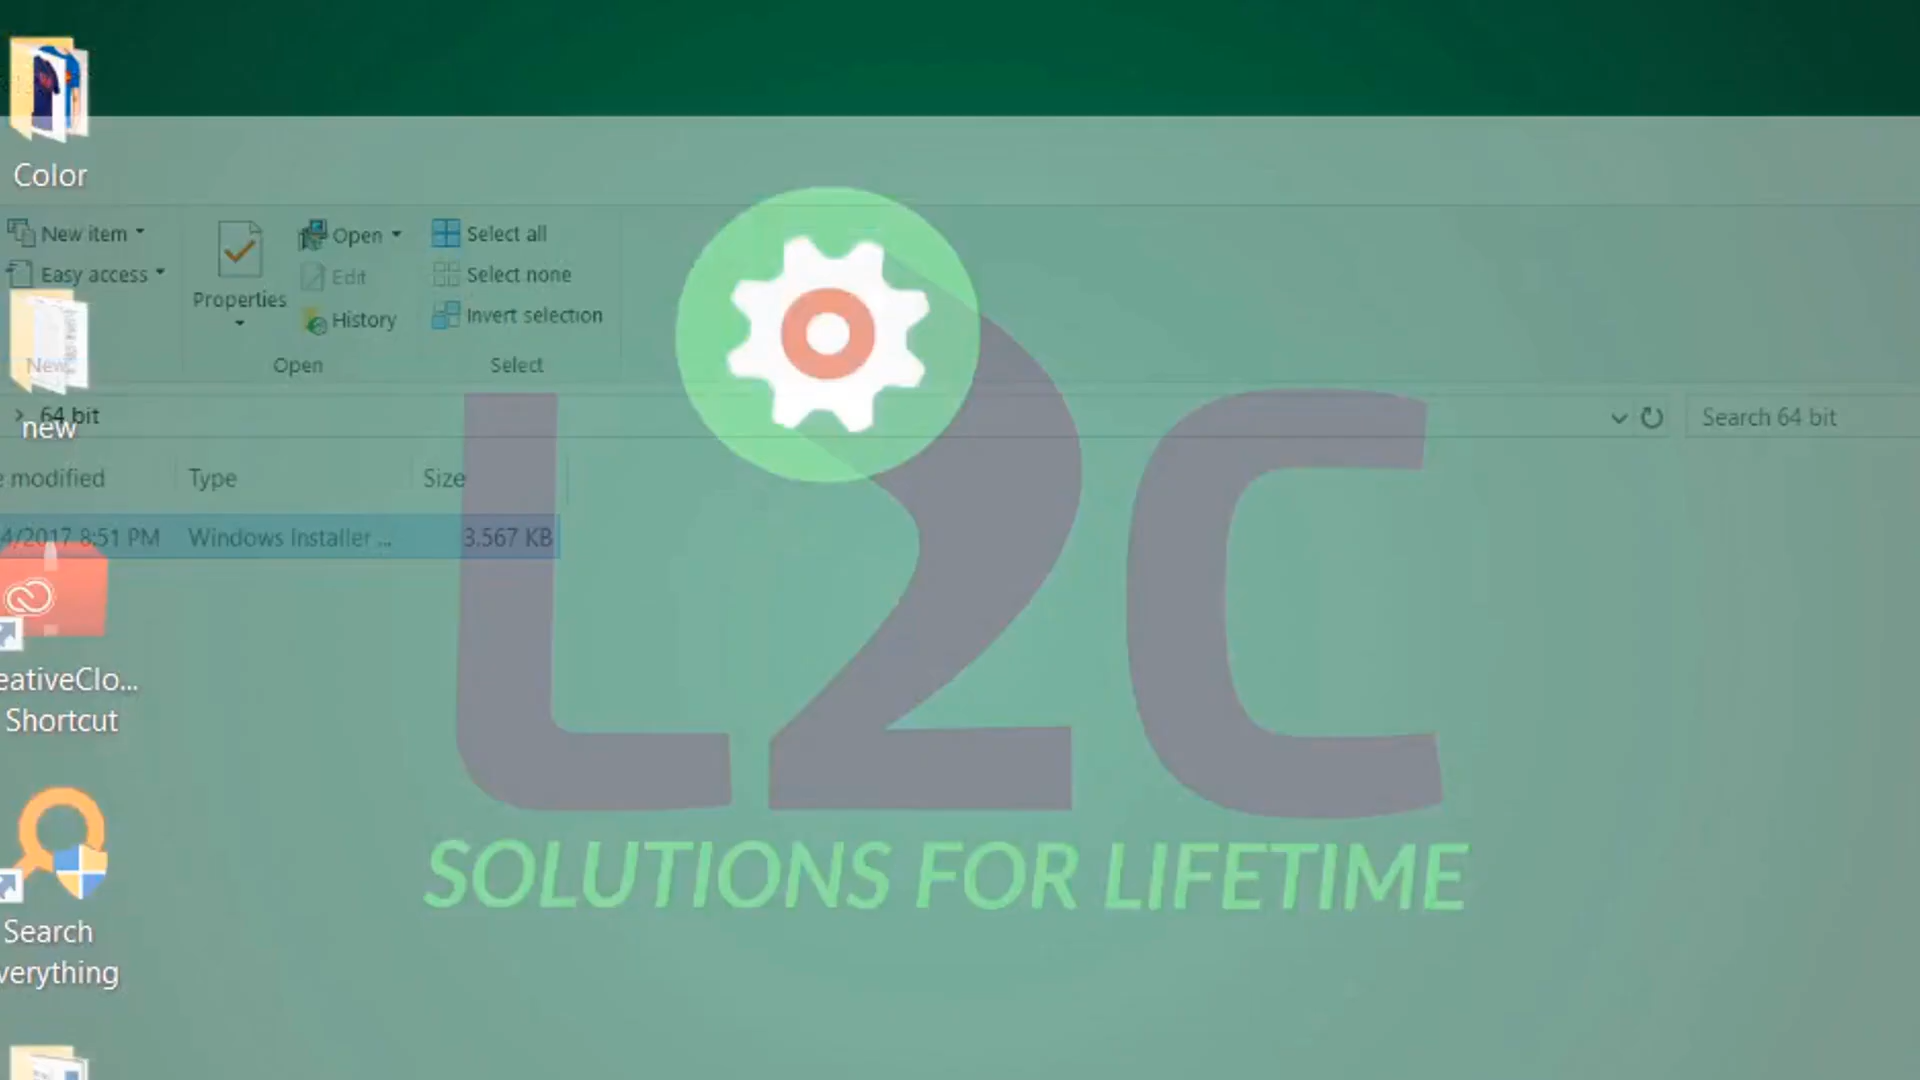 Color
New item
Easy access
New
Properties
Open
Edit
History
Open
Select all
Select none
Invert selection
Select
64 bit
Search 64 bit
new
modified
Type
Size
4/2017 8:51 PM
Windows Installer ...
3,567 KB
L2C
SOLUTIONS FOR LIFETIME
eativeClo...
Shortcut
Search
verything